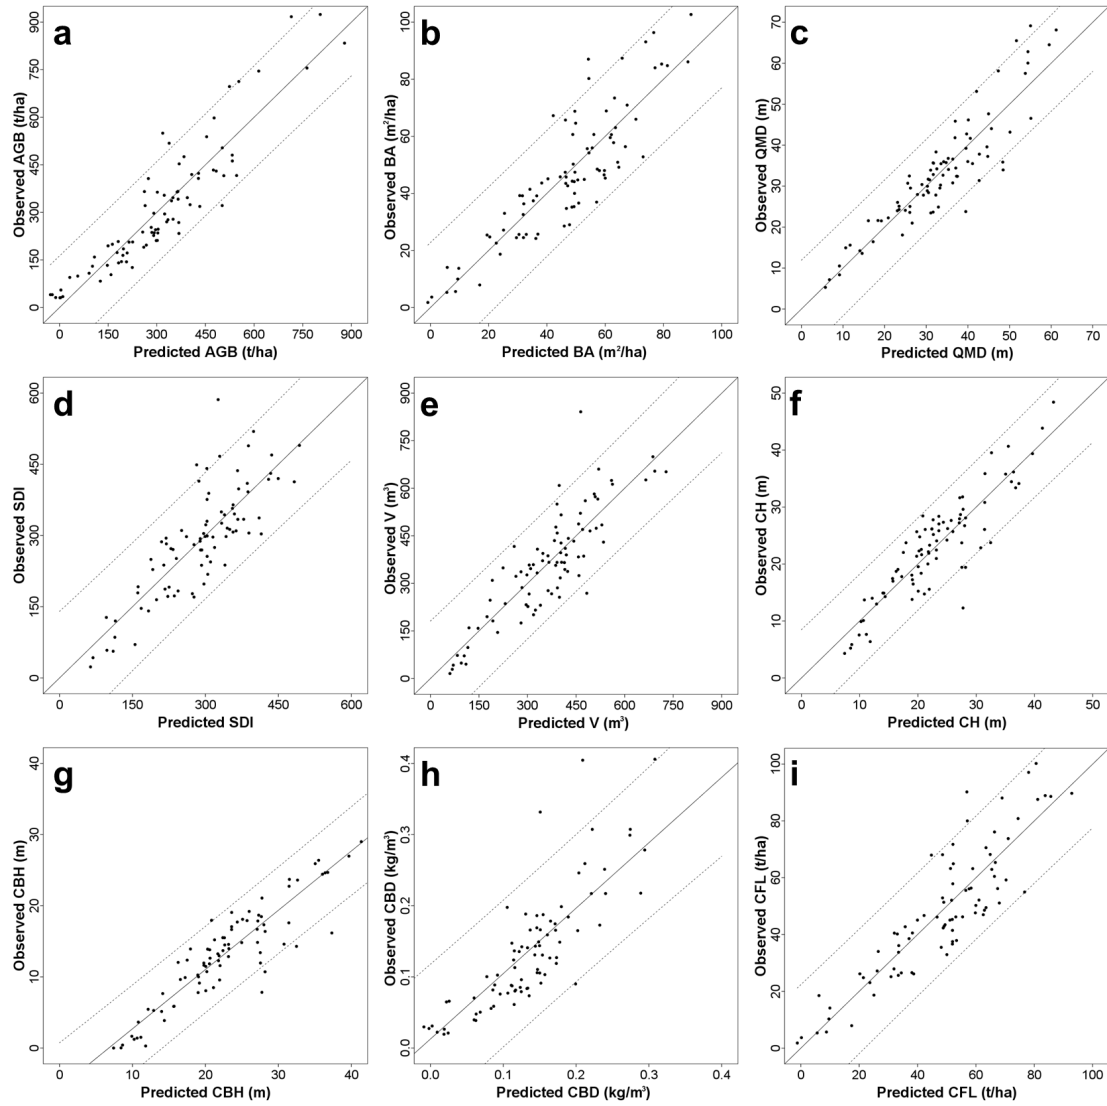 a
b
c
Observed AGB (t/ha)
900
750
600
450
300
150
0
0 150 300 450 600 750 900
Predicted AGB (t/ha)
Observed BA (m²/ha)
100
80
60
40
20
0
0 20 40 60 80 100
Predicted BA (m²/ha)
Observed QMD (m)
70
60
50
40
30
20
10
0
0 10 20 30 40 50 60 70
Predicted QMD (m)
d
e
f
Observed SDI
600
450
300
150
0
0 150 300 450 600
Predicted SDI
Observed V (m³)
900
750
600
450
300
150
0
0 150 300 450 600 750 900
Predicted V (m³)
Observed CH (m)
50
40
30
20
10
0
0 10 20 30 40 50
Predicted CH (m)
g
h
i
Observed CBH (m)
40
30
20
10
0
0 10 20 30 40
Predicted CBH (m)
Observed CBD (kg/m³)
0.4
0.3
0.2
0.1
0.0
0.0 0.1 0.2 0.3 0.4
Predicted CBD (kg/m³)
Observed CFL (t/ha)
100
80
60
40
20
0
0 20 40 60 80 100
Predicted CFL (t/ha)